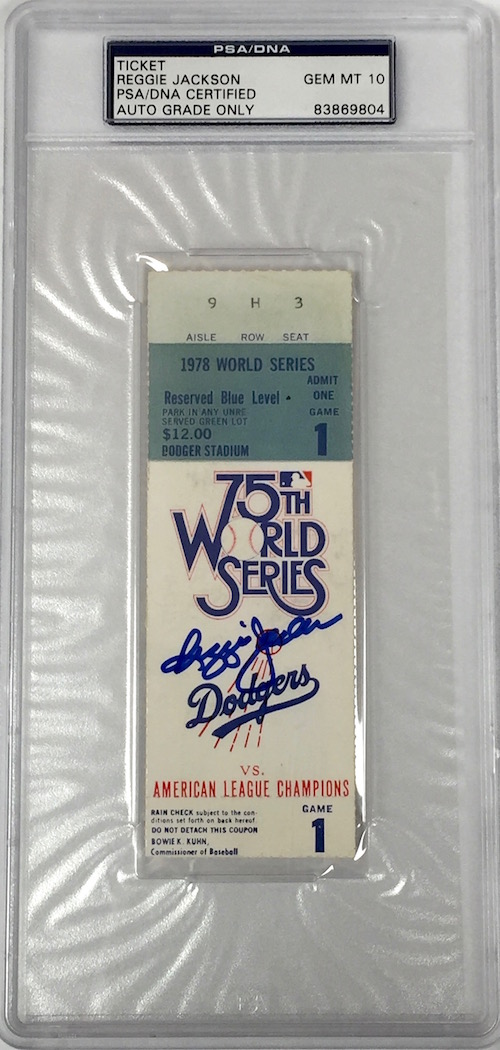 PSA/DNA
TICKET
REGGIE JACKSON GEM MT 10
PSA/DNA CERTIFIED
AUTO GRADE ONLY 83869804
9 H 3
AISLE ROW SEAT
1978 WORLD SERIES
ADMIT
Reserved Blue Level ONE
PARK IN ANY UNRE GAME
SERVED GREEN LOT
$12.00 1
DODGER STADIUM
75TH
WORLD
SERIES
Reggie Jackson
Dodgers
VS.
AMERICAN LEAGUE CHAMPIONS
RAIN CHECK subject to the con- GAME
ditions set forth on back hereof.
DO NOT DETACH THIS COUPON 1
BOWIE K. KUHN,
Commissioner of Baseball